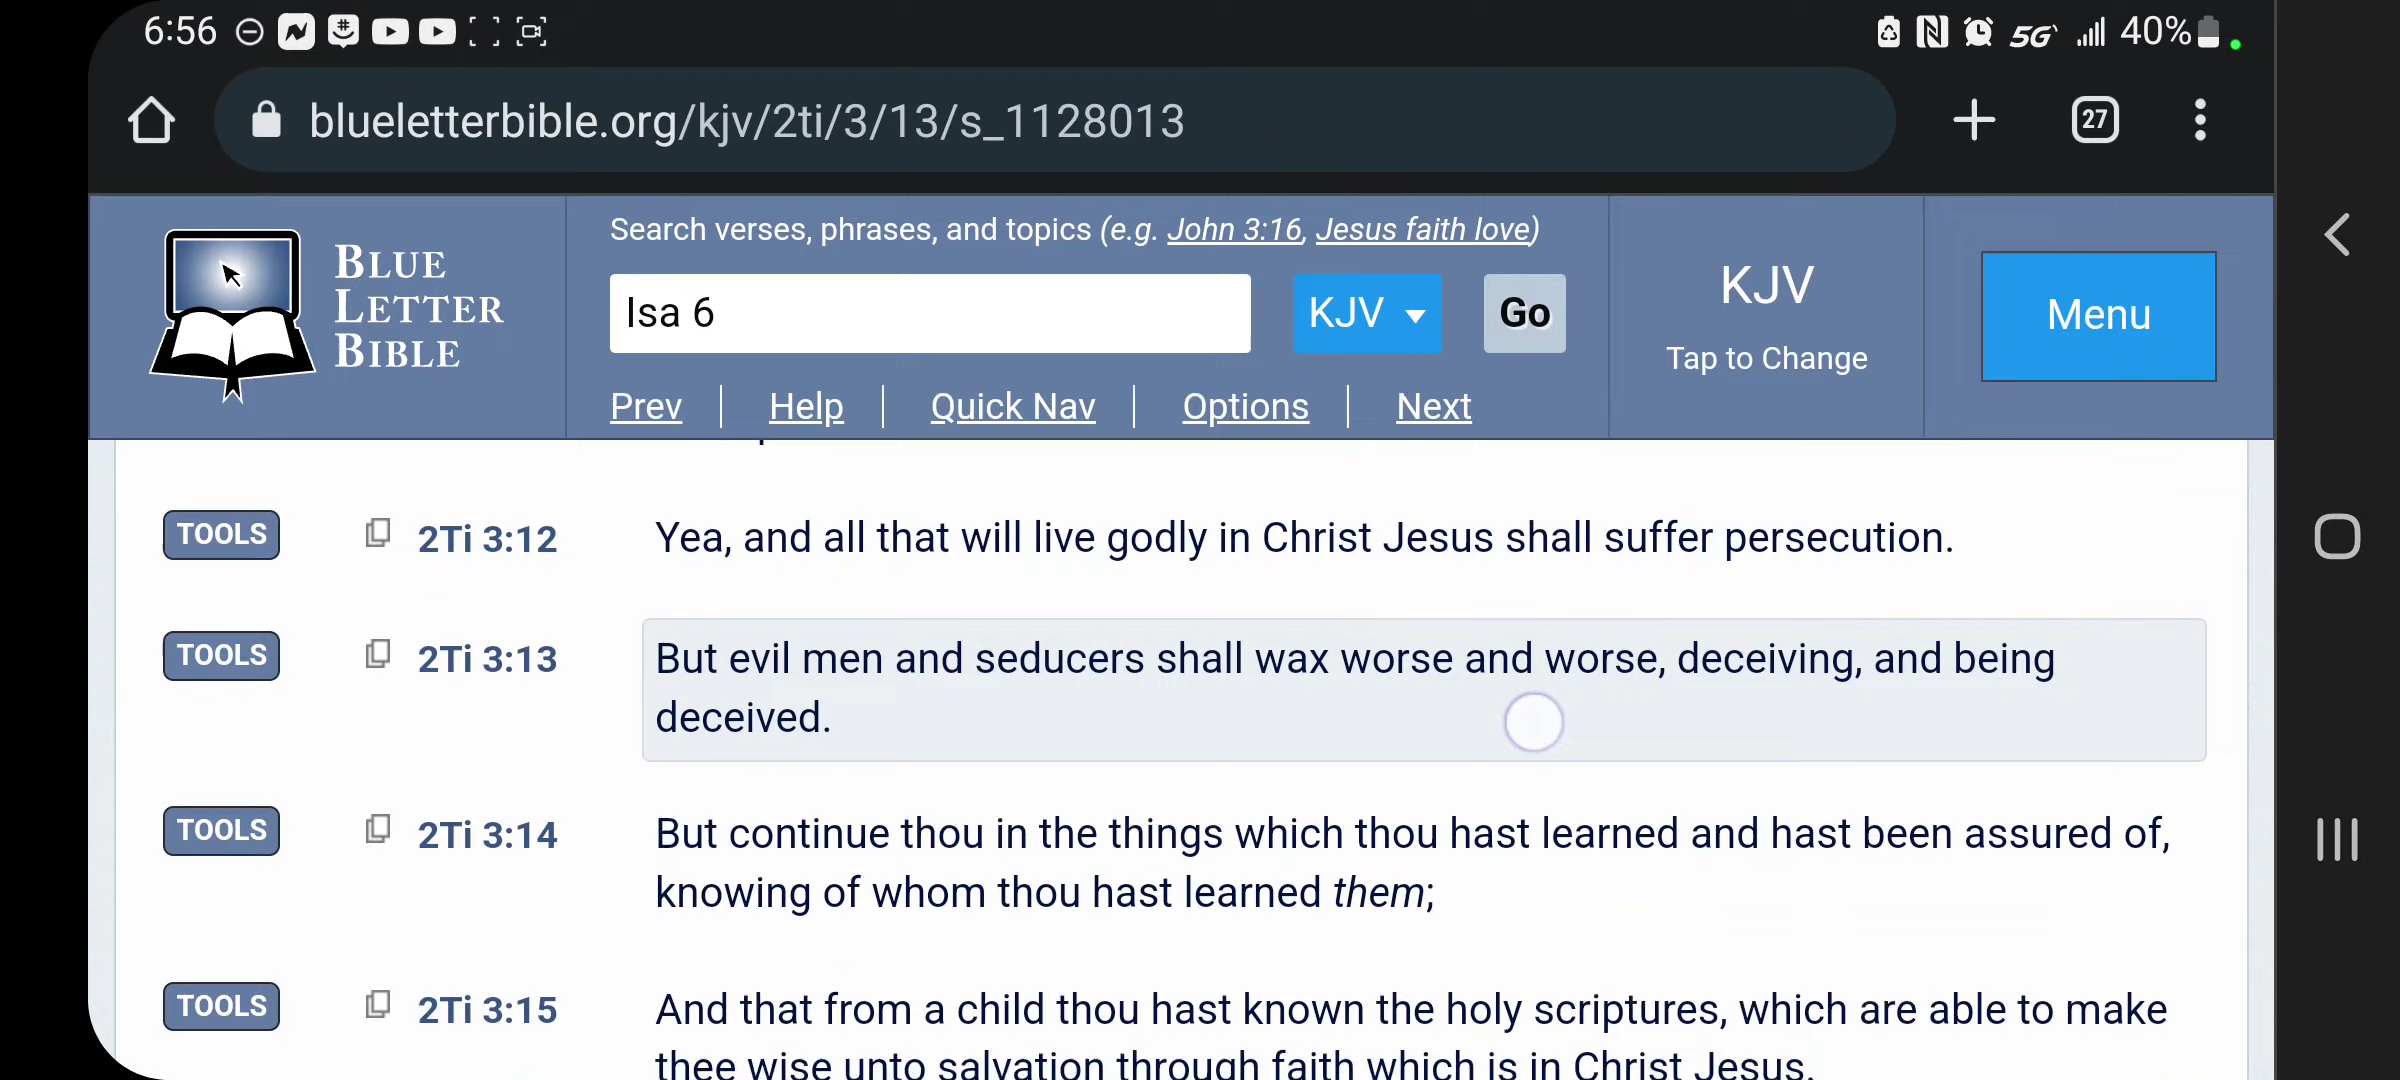 6:56 5G 40%
blueletterbible.org/kjv/2ti/3/13/s_1128013 27
BLUE
LETTER
BIBLE
Search verses, phrases, and topics (e.g. John 3:16, Jesus faith love)
Isa 6 KJV Go
Prev Help Quick Nav Options Next
KJV
Tap to Change
Menu
TOOLS 2Ti 3:12 Yea, and all that will live godly in Christ Jesus shall suffer persecution.
TOOLS 2Ti 3:13 But evil men and seducers shall wax worse and worse, deceiving, and being
deceived.
TOOLS 2Ti 3:14 But continue thou in the things which thou hast learned and hast been assured of,
knowing of whom thou hast learned them;
TOOLS 2Ti 3:15 And that from a child thou hast known the holy scriptures, which are able to make
thee wise unto salvation through faith which is in Christ Jesus.